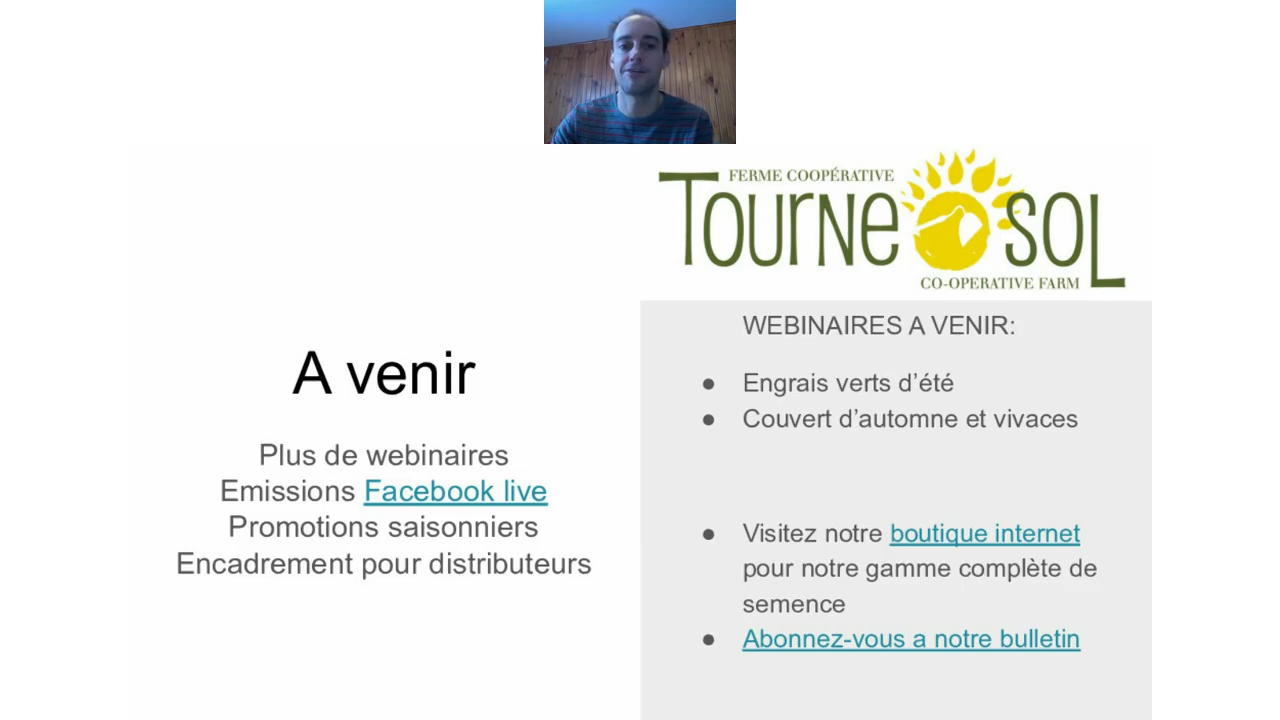 FERME COOPÉRATIVE
TOURNE SOL
CO-OPERATIVE FARM
A venir
Plus de webinaires
Emissions Facebook live
Promotions saisonniers
Encadrement pour distributeurs
WEBINAIRES A VENIR:
● Engrais verts d’été
● Couvert d’automne et vivaces
● Visitez notre boutique internet
pour notre gamme complète de
semence
● Abonnez-vous a notre bulletin